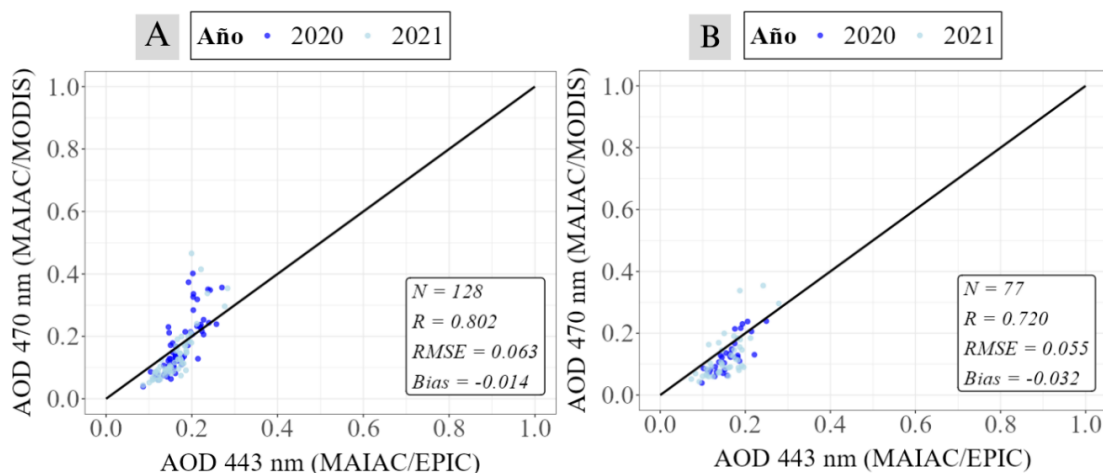 A
Año 2020 2021
AOD 470 nm (MAIAC/MODIS)
1.0
0.8
0.6
0.4
0.2
0.0
N = 128
R = 0.802
RMSE = 0.063
Bias = -0.014
0.0 0.2 0.4 0.6 0.8 1.0
AOD 443 nm (MAIAC/EPIC)
B
Año 2020 2021
AOD 470 nm (MAIAC/MODIS)
1.0
0.8
0.6
0.4
0.2
0.0
N = 77
R = 0.720
RMSE = 0.055
Bias = -0.032
0.0 0.2 0.4 0.6 0.8 1.0
AOD 443 nm (MAIAC/EPIC)